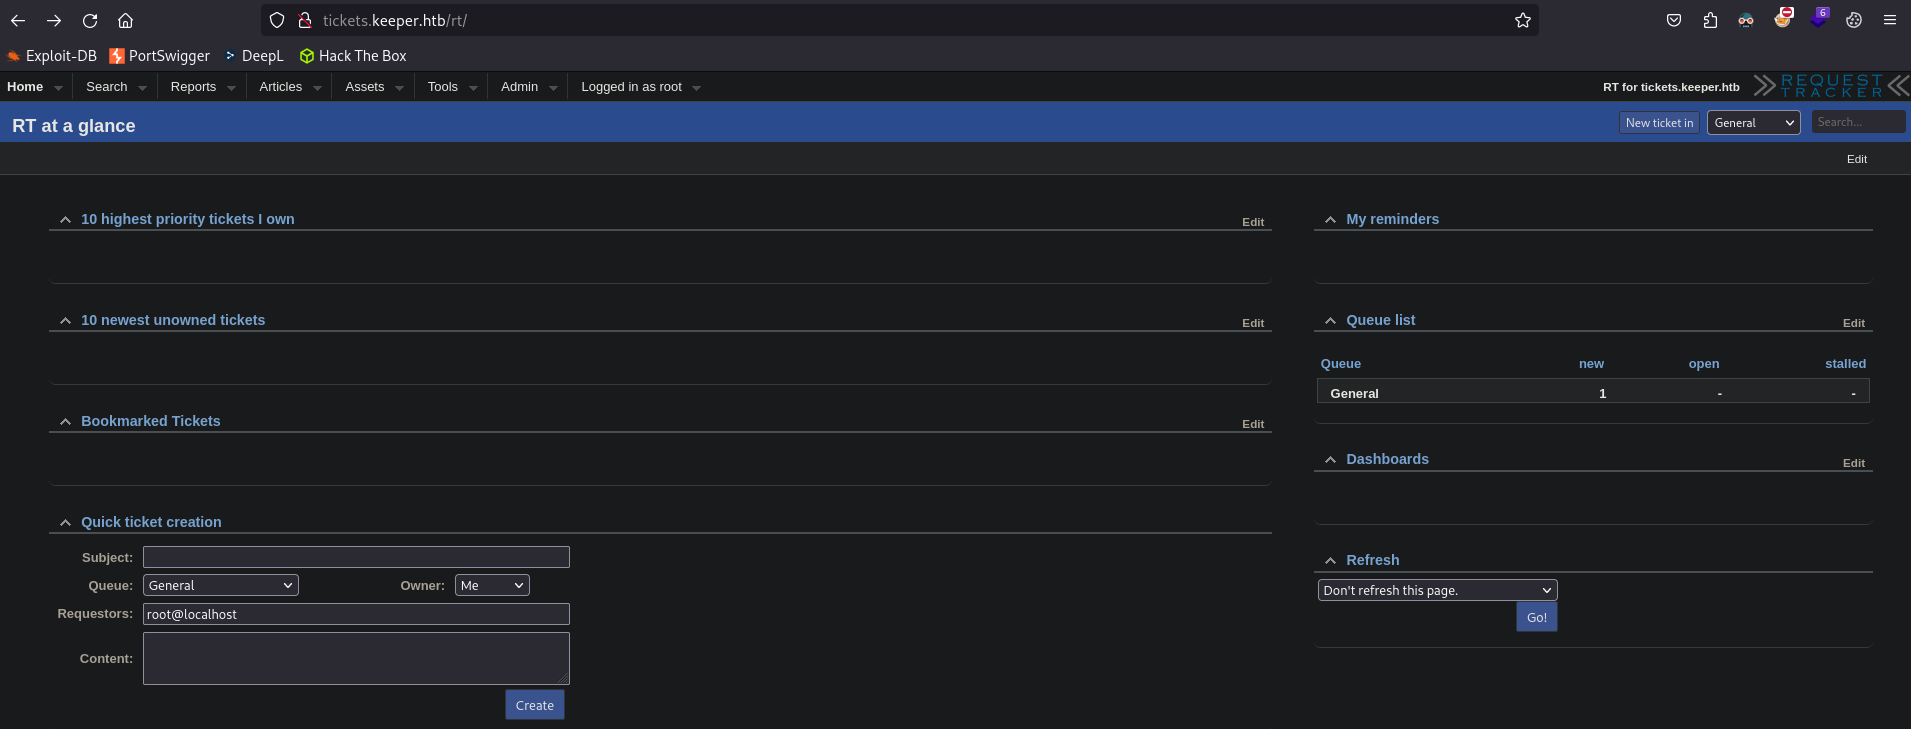 tickets.keeper.htb/rt/
6
Exploit-DB PortSwigger DeepL Hack The Box
Home Search Reports Articles Assets Tools Admin Logged in as root RT for tickets.keeper.htb REQUEST TRACKER
RT at a glance New ticket in General Search...
Edit
10 highest priority tickets I own Edit
10 newest unowned tickets Edit
Bookmarked Tickets Edit
Quick ticket creation
Subject:
Queue: General Owner: Me
Requestors: root@localhost
Content:
Create
My reminders
Queue list Edit
Queue new open stalled
General 1 - -
Dashboards Edit
Refresh
Don't refresh this page.
Go!